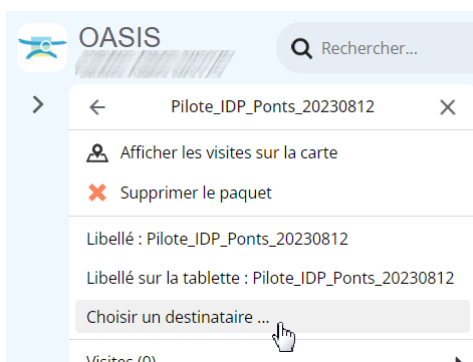 OASIS
Rechercher...
Pilote_IDP_Ponts_20230812
Afficher les visites sur la carte
Supprimer le paquet
Libellé : Pilote_IDP_Ponts_20230812
Libellé sur la tablette : Pilote_IDP_Ponts_20230812
Choisir un destinataire ...
Visites (0)